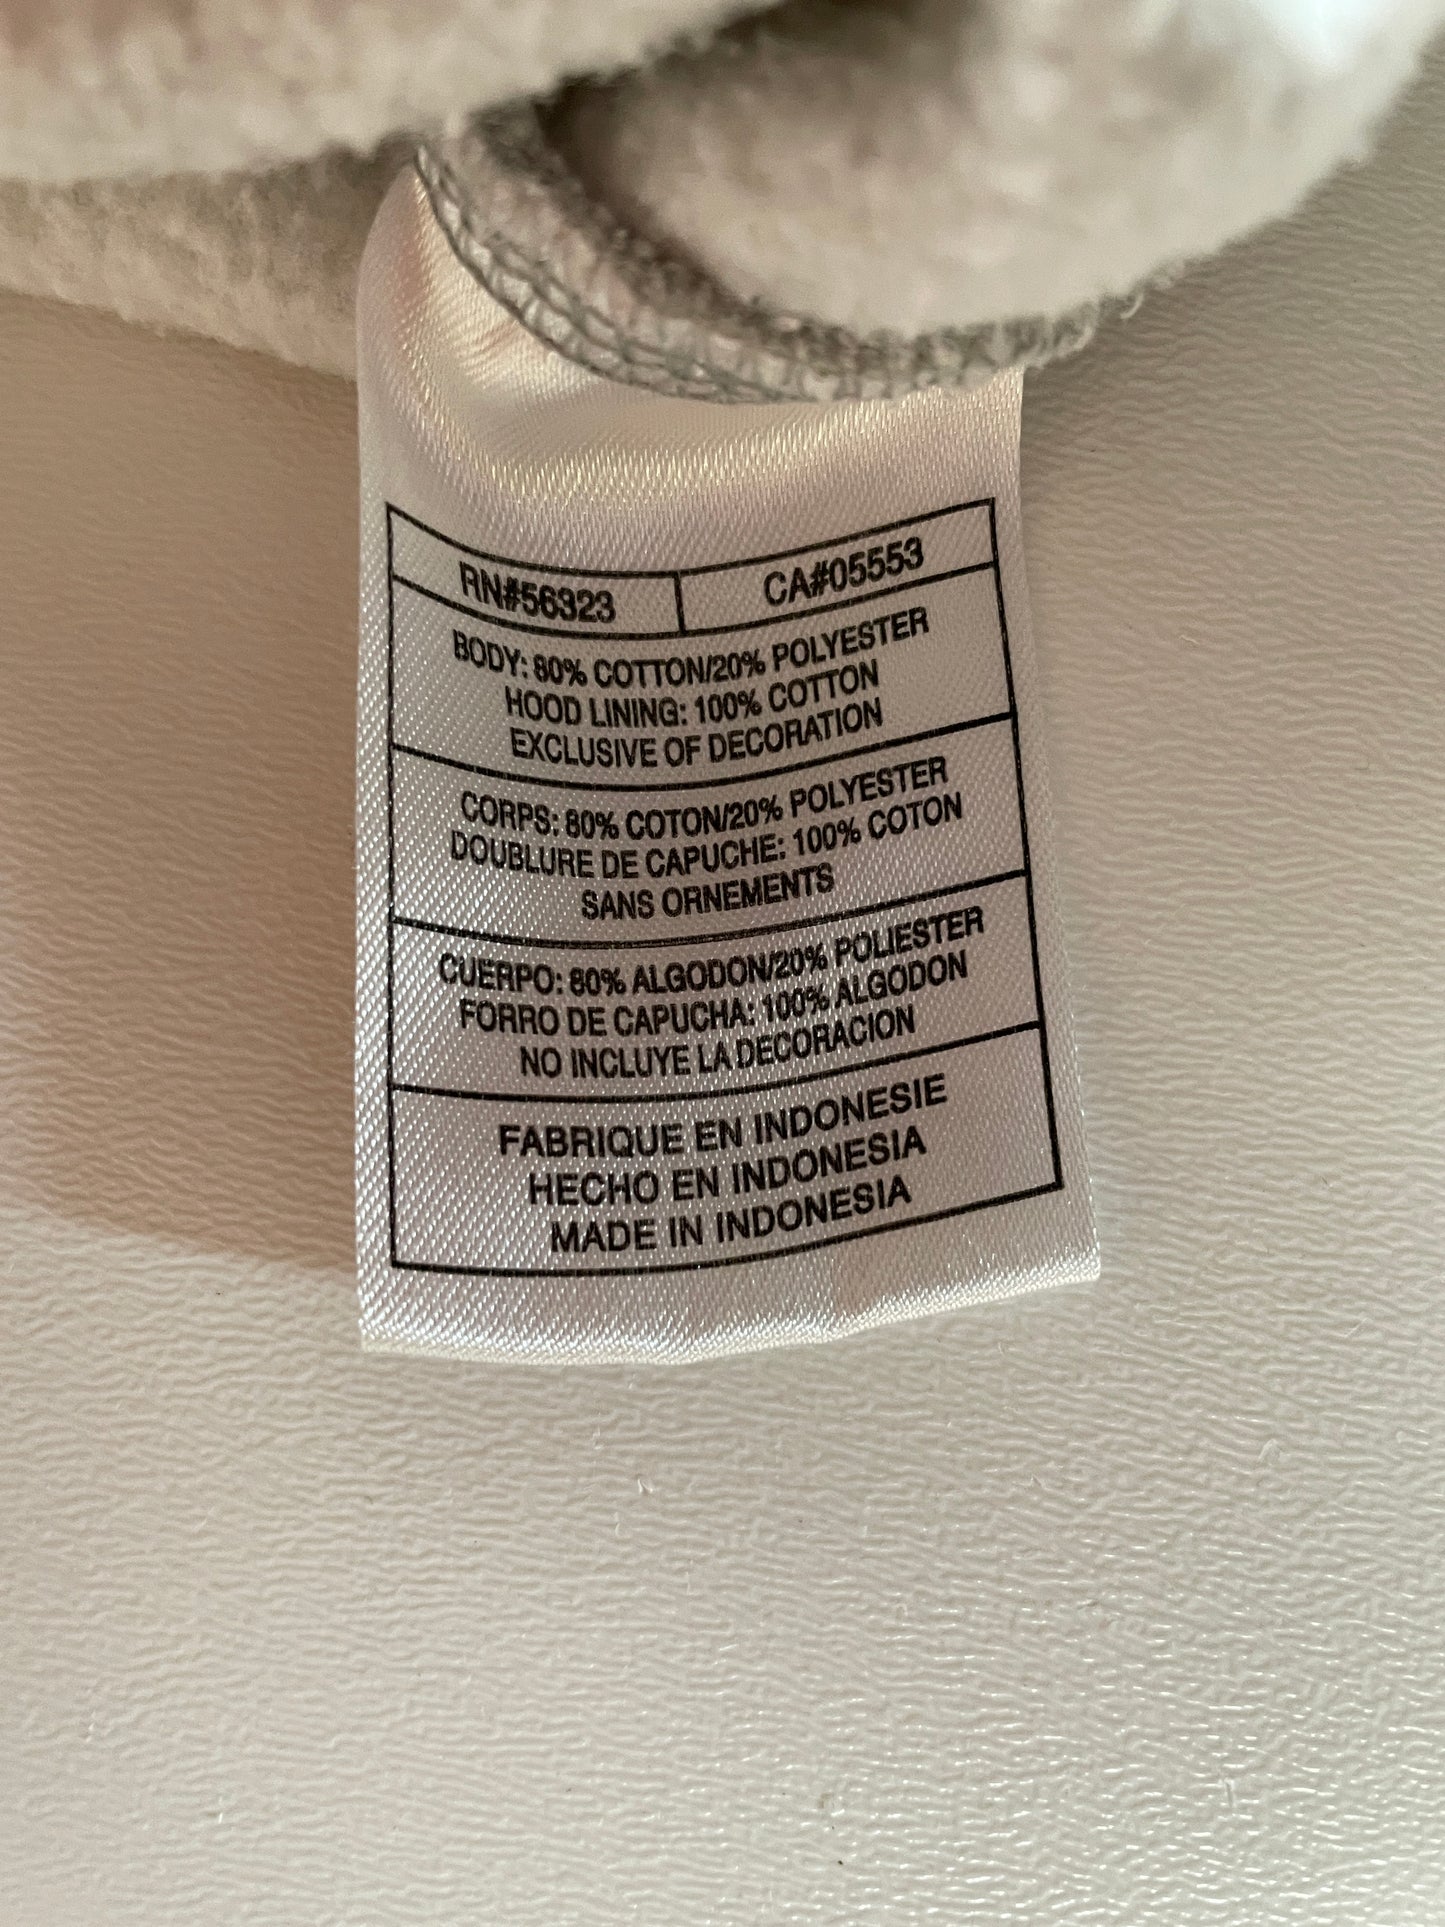 RN#56323 CA#05553
BODY: 80% COTTON/20% POLYESTER
HOOD LINING: 100% COTTON
EXCLUSIVE OF DECORATION
CORPS: 80% COTON/20% POLYESTER
DOUBLURE DE CAPUCHE: 100% COTON
SANS ORNEMENTS
CUERPO: 80% ALGODON/20% POLIESTER
FORRO DE CAPUCHA: 100% ALGODON
NO INCLUYE LA DECORACION
FABRIQUE EN INDONESIE
HECHO EN INDONESIA
MADE IN INDONESIA